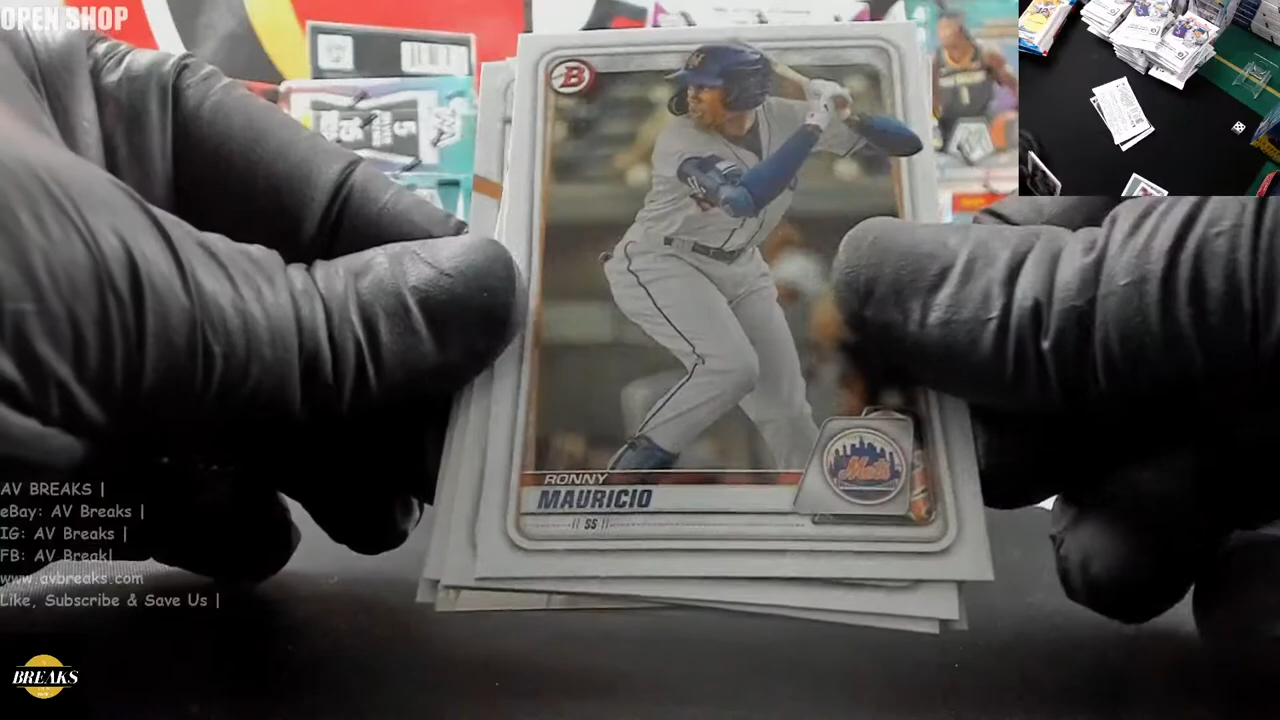 OPEN SHOP
B
5
RONNY
MAURICIO
SS
Mets
AV BREAKS |
eBay: AV Breaks |
IG: AV Breaks |
FB: AV Break|
www.avbreaks.com
Like, Subscribe & Save Us |
BREAKS